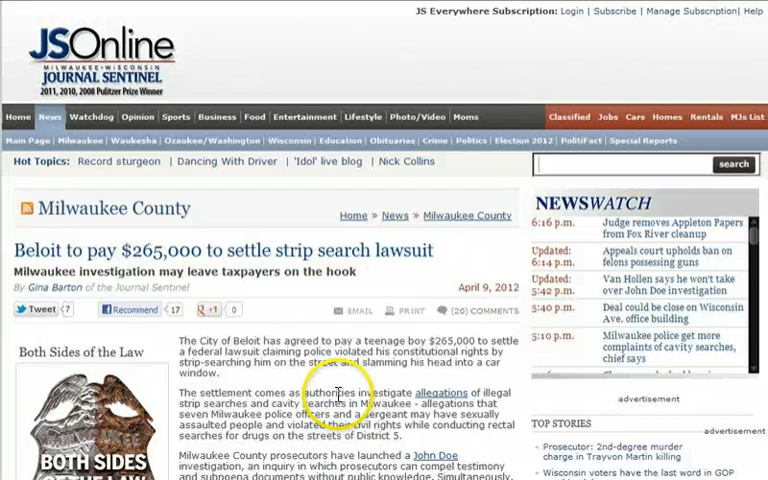 JS Everywhere Subscription: Login | Subscribe | Manage Subscription | Help
JSOnline
MILWAUKEE • WISCONSIN
JOURNAL SENTINEL
2011, 2010, 2008 Pulitzer Prize Winner
Home News Watchdog Opinion Sports Business Food Entertainment Lifestyle Photo/Video Moms Classified Jobs Cars Homes Rentals MJs List
Main Page | Milwaukee | Waukesha | Ozaukee/Washington | Wisconsin | Education | Obituaries | Crime | Politics | Election 2012 | PolitiFact | Special Reports
Hot Topics: Record sturgeon | Dancing With Driver | 'Idol' live blog | Nick Collins
search
Milwaukee County
Home » News » Milwaukee County
Beloit to pay $265,000 to settle strip search lawsuit
Milwaukee investigation may leave taxpayers on the hook
By Gina Barton of the Journal Sentinel
April 9, 2012
Tweet 7 Recommend 17 +1 0 EMAIL PRINT (20) COMMENTS
Both Sides of the Law
BOTH SIDES
OF THE LAW
The City of Beloit has agreed to pay a teenage boy $265,000 to settle
a federal lawsuit claiming police violated his constitutional rights by
strip-searching him on the street and slamming his head into a car
window.
The settlement comes as authorities investigate allegations of illegal
strip searches and cavity searches in Milwaukee - allegations that
seven Milwaukee police officers and a sergeant may have sexually
assaulted people and violated their civil rights while conducting rectal
searches for drugs on the streets of District 5.
Milwaukee County prosecutors have launched a John Doe
investigation, an inquiry in which prosecutors can compel testimony
and subpoena documents without public knowledge. Simultaneously,
NEWSWATCH
6:16 p.m. Judge removes Appleton Papers
from Fox River cleanup
Updated: 6:14 p.m. Appeals court upholds ban on
felons possessing guns
Updated: 5:42 p.m. Van Hollen says he won't take
over John Doe investigation
5:40 p.m. Deal could be close on Wisconsin
Ave. office building
5:10 p.m. Milwaukee police get more
complaints of cavity searches,
chief says
advertisement
advertisement
TOP STORIES
Prosecutor: 2nd-degree murder
charge in Trayvon Martin killing
Wisconsin voters have the last word in GOP